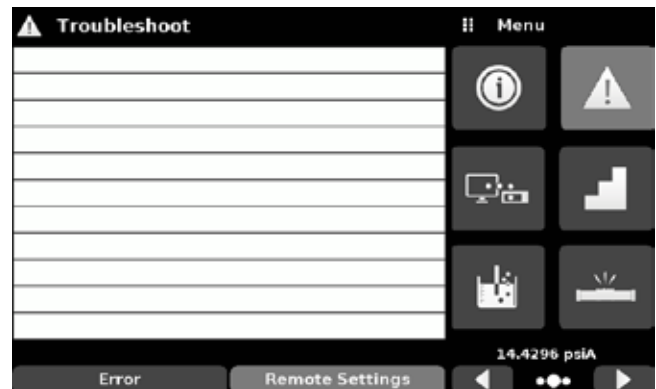 Troubleshoot
Menu
14.4296 psiA
Error
Remote Settings